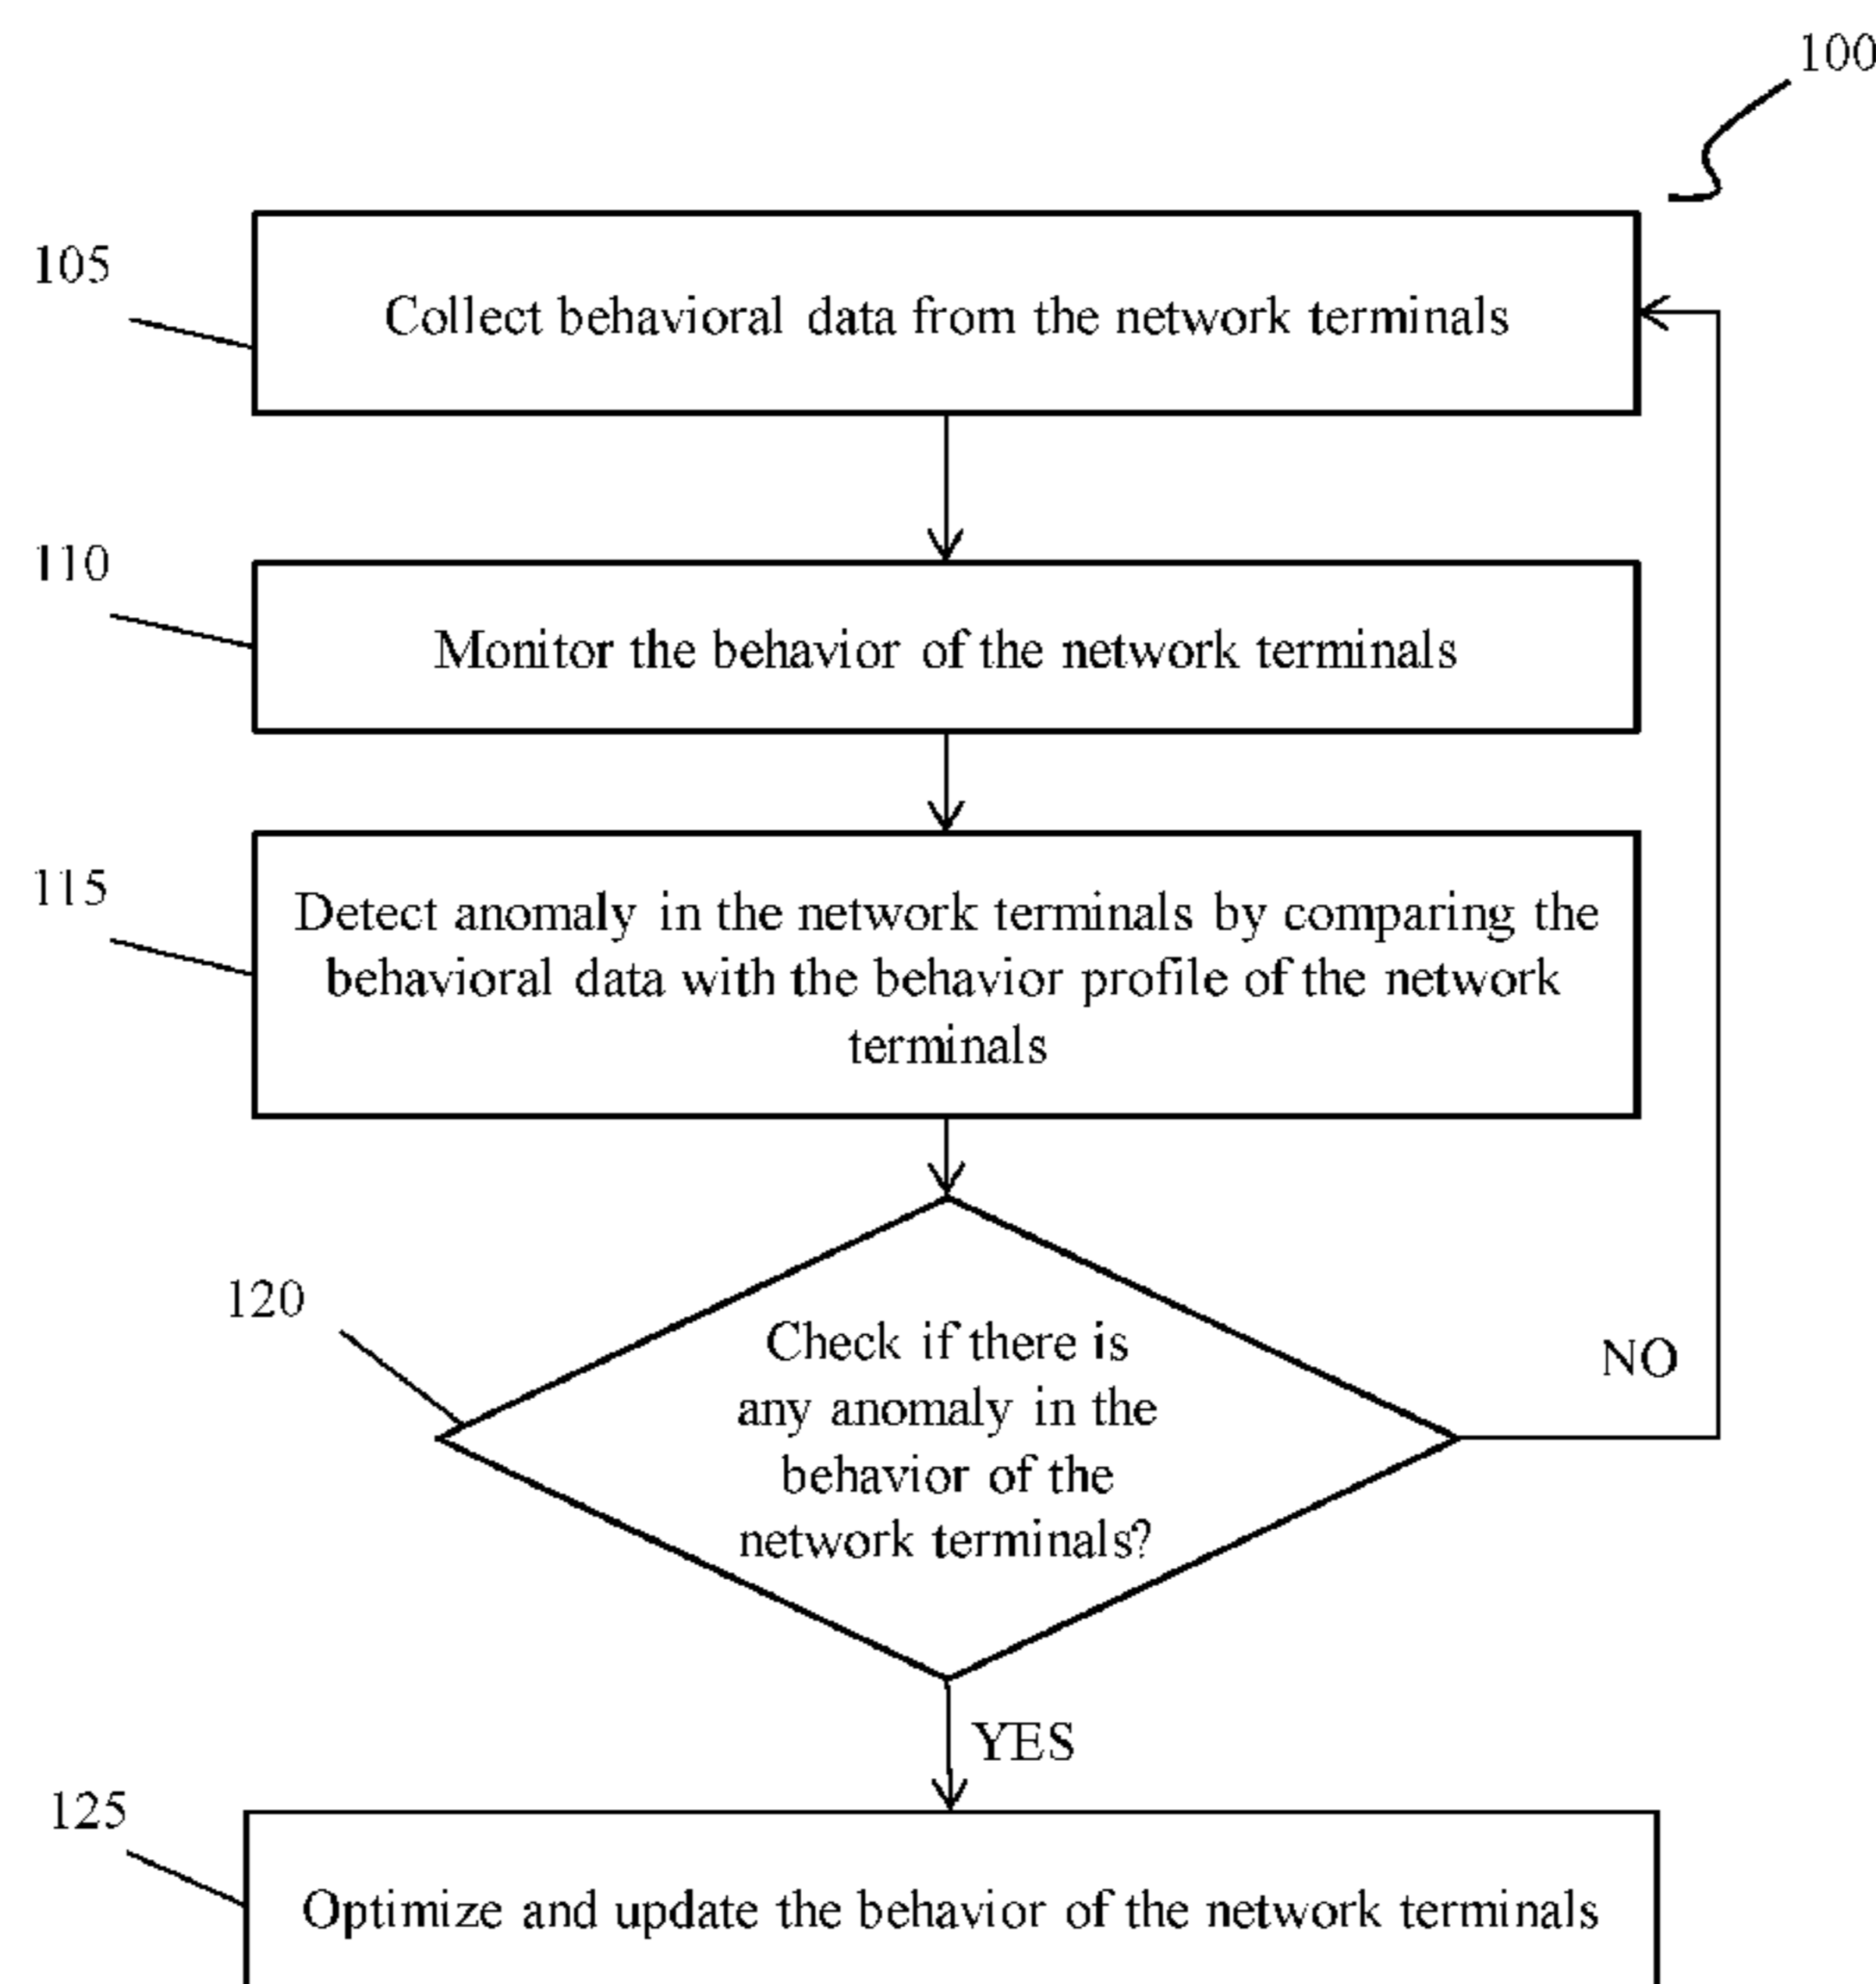 100
105
Collect behavioral data from the network terminals
110
Monitor the behavior of the network terminals
115
Detect anomaly in the network terminals by comparing the
behavioral data with the behavior profile of the network
terminals
120
Check if there is
any anomaly in the
behavior of the
network terminals?
NO
YES
125
Optimize and update the behavior of the network terminals